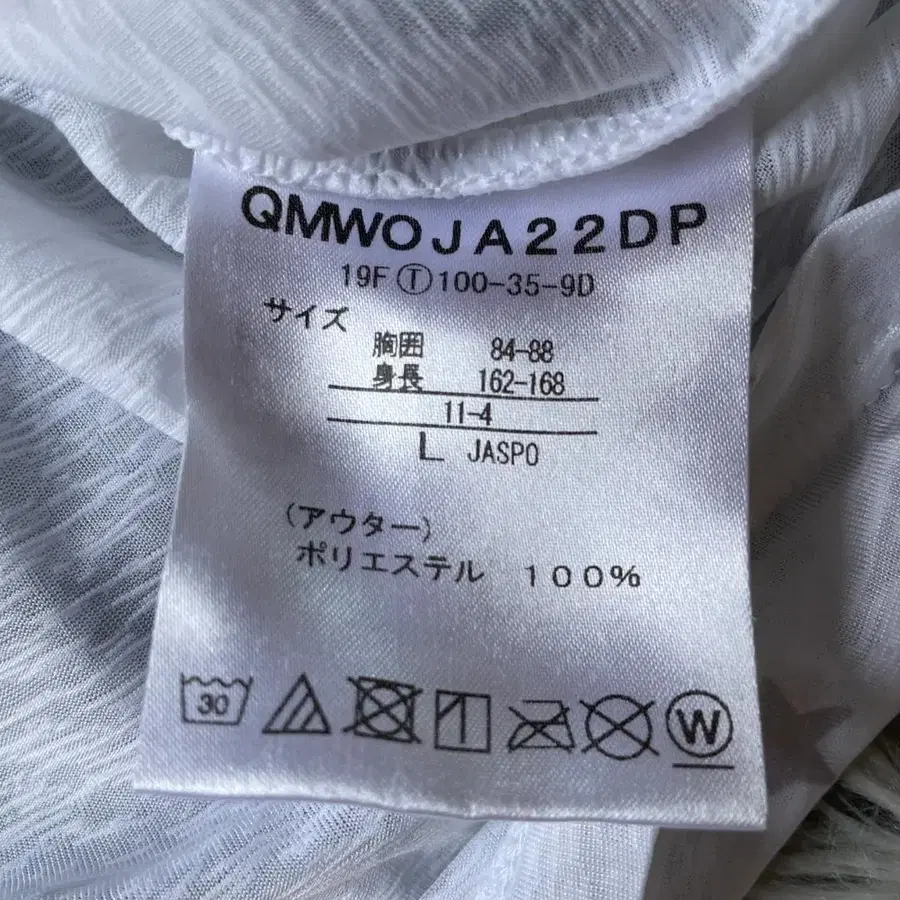 QMWOJA22DP
19F Ⓣ 100-35-9D
サイズ
胸囲 84-88
身長 162-168
11-4
L JASPO
(アウター)
ポリエステル 100%
30 W